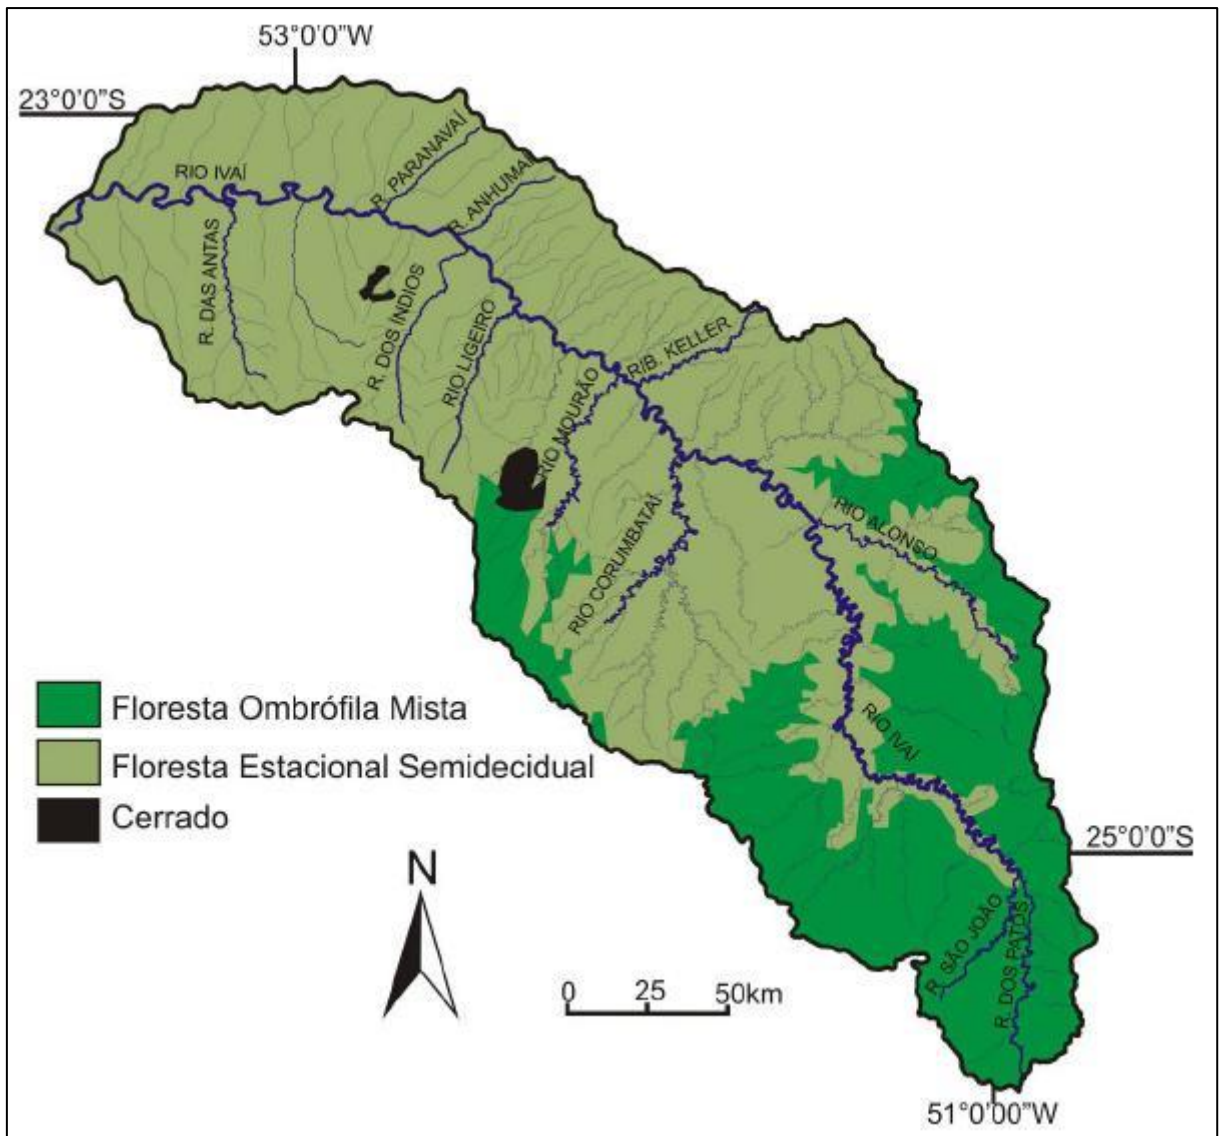 53°0'0"W
23°0'0"S
RIO IVAÍ
R. PARANAVAÍ
R. ANHUMAI
R. DAS ANTAS
R. DOS INDIOS
RIO LIGEIRO
RIB. KELLER
RIO MOURÃO
RIO CORUMBATAÍ
RIO ALONSO
RIO IVAÍ
Floresta Ombrófila Mista
Floresta Estacional Semidecidual
Cerrado
25°0'0"S
N
0 25 50km
R. SÃO JOÃO
R. DOS PATOS
51°0'00"W